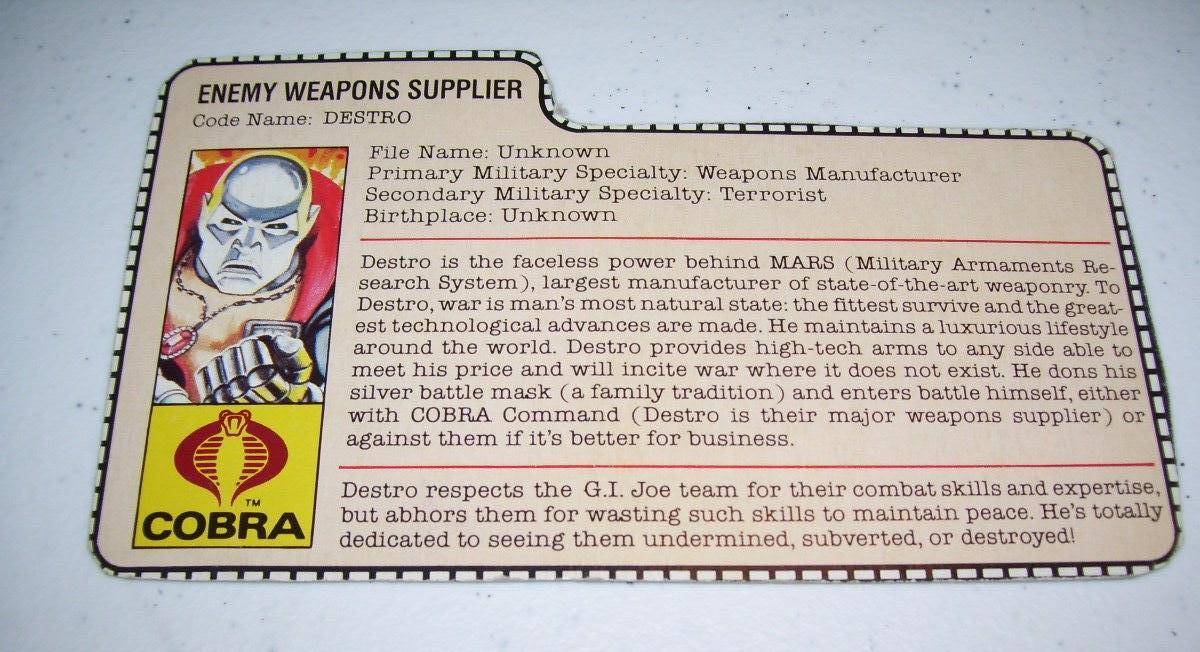 ENEMY WEAPONS SUPPLIER
Code Name: DESTRO
File Name: Unknown
Primary Military Specialty: Weapons Manufacturer
Secondary Military Specialty: Terrorist
Birthplace: Unknown
Destro is the faceless power behind MARS (Military Armaments Re-
search System), largest manufacturer of state-of-the-art weaponry. To
Destro, war is man's most natural state: the fittest survive and the great-
est technological advances are made. He maintains a luxurious lifestyle
around the world. Destro provides high-tech arms to any side able to
meet his price and will incite war where it does not exist. He dons his
silver battle mask (a family tradition) and enters battle himself, either
with COBRA Command (Destro is their major weapons supplier) or
against them if it's better for business.
Destro respects the G.I. Joe team for their combat skills and expertise,
but abhors them for wasting such skills to maintain peace. He's totally
dedicated to seeing them undermined, subverted, or destroyed!
TM
COBRA